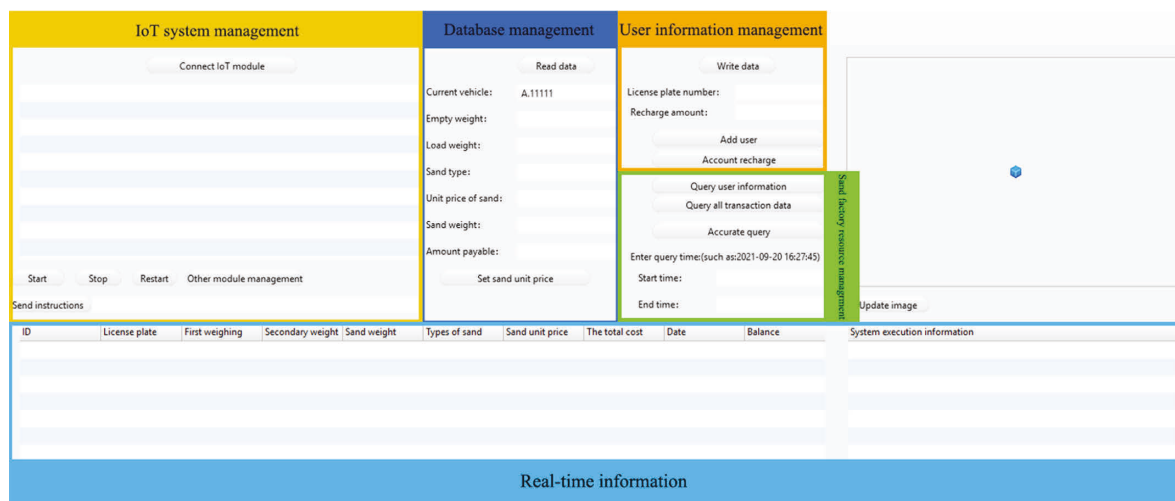 IoT system management
Connect IoT module
Start Stop Restart Other module management
Send instructions
Database management
Read data
Current vehicle: A.11111
Empty weight:
Load weight:
Sand type:
Unit price of sand:
Sand weight:
Amount payable:
Set sand unit price
User information management
Write data
License plate number:
Recharge amount:
Add user
Account recharge
Query user information
Query all transaction data
Accurate query
Enter query time:(such as:2021-09-20 16:27:45)
Start time:
End time:
Sand factory resource management
Update image
ID License plate First weighing Secondary weight Sand weight Types of sand Sand unit price The total cost Date Balance System execution information
Real-time information